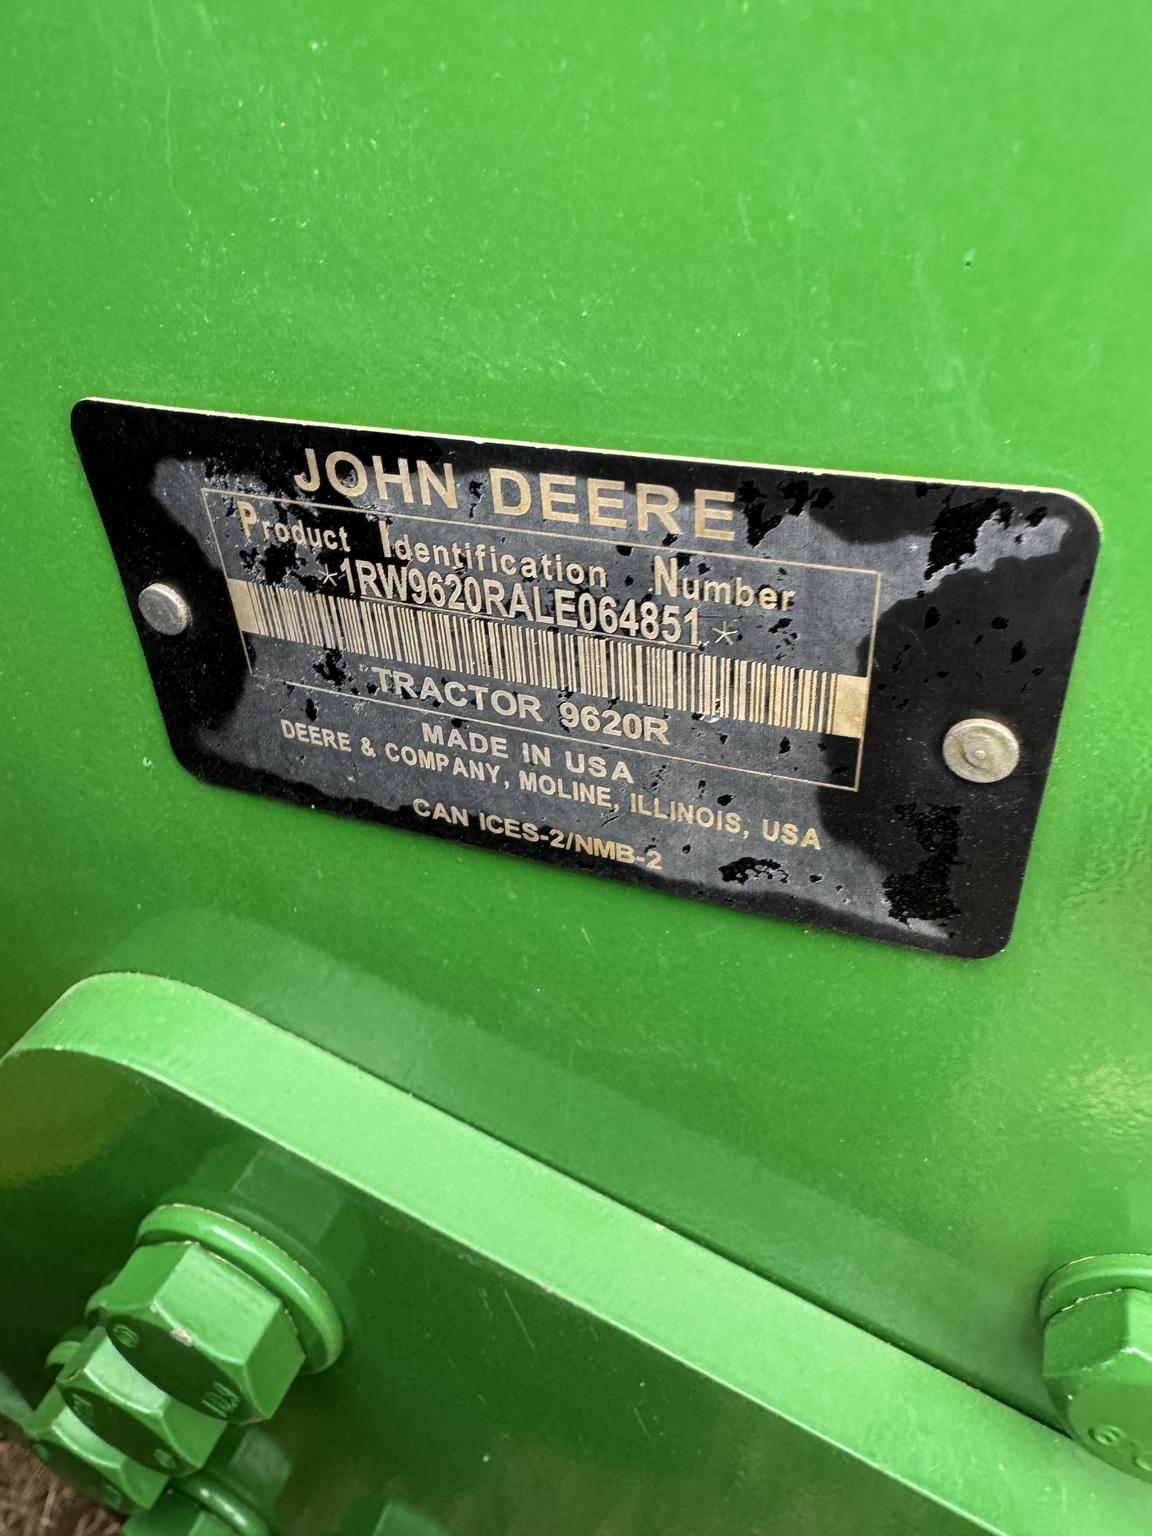 JOHN DEERE
Product Identification Number
*1RW9620RALE064851*
TRACTOR 9620R
MADE IN USA
DEERE & COMPANY, MOLINE, ILLINOIS, USA
CAN ICES-2/NMB-2